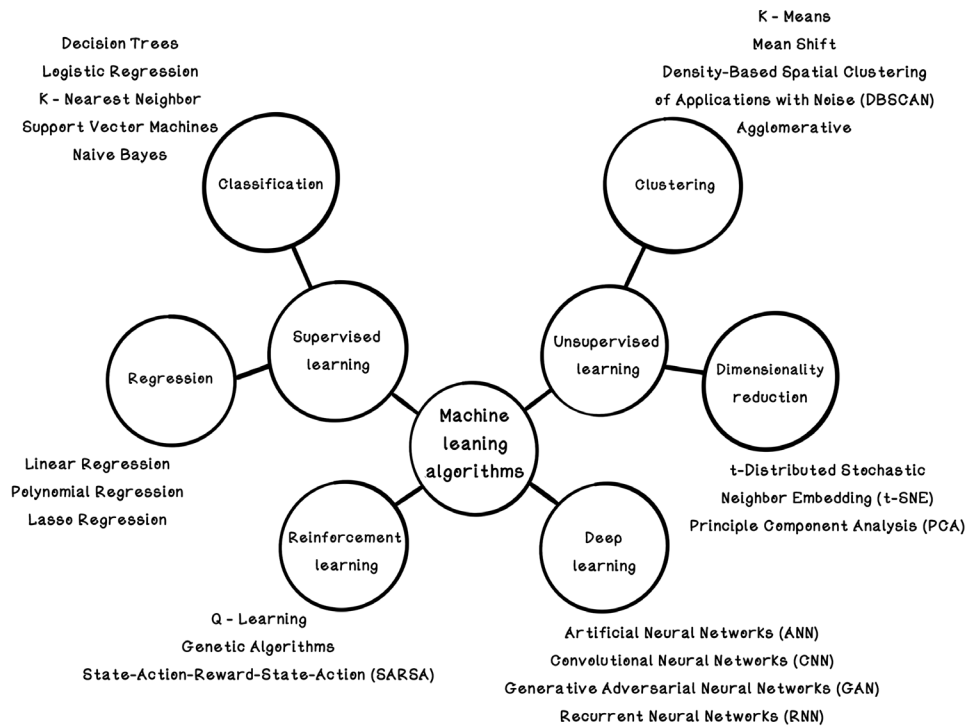 K - Means
Mean Shift
Density-Based Spatial Clustering
of Applications with Noise (DBSCAN)
Agglomerative
Decision Trees
Logistic Regression
K - Nearest Neighbor
Support Vector Machines
Naive Bayes
Classification
Clustering
Supervised
learning
Unsupervised
learning
Regression
Dimensionality
reduction
Machine
leaning
algorithms
Linear Regression
Polynomial Regression
Lasso Regression
t-Distributed Stochastic
Neighbor Embedding (t-SNE)
Principle Component Analysis (PCA)
Reinforcement
learning
Deep
learning
Q - Learning
Genetic Algorithms
State-Action-Reward-State-Action (SARSA)
Artificial Neural Networks (ANN)
Convolutional Neural Networks (CNN)
Generative Adversarial Neural Networks (GAN)
Recurrent Neural Networks (RNN)